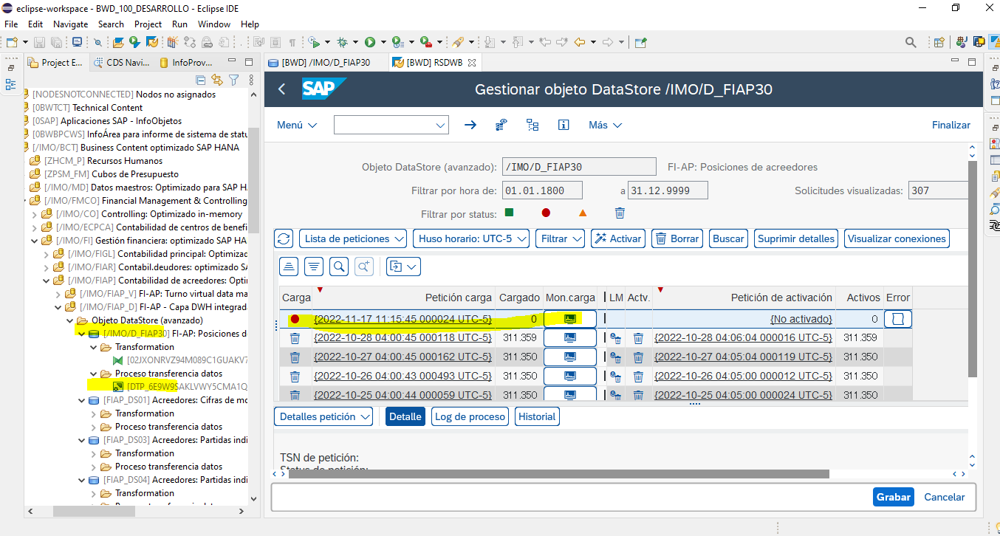 eclipse-workspace - BWD_100_DESARROLLO - Eclipse IDE
File Edit Navigate Search Project Run Window Help
Project E... CDS Navi... InfoProv...
[NODESNOTCONNECTED] Nodos no asignados
[0BWTCT] Technical Content
[0SAP] Aplicaciones SAP - InfoObjetos
[0BWBPCWS] InfoÁrea para informe de sistema de statu
[/IMO/BCT] Business Content optimizado SAP HANA
[ZHCM_P] Recursos Humanos
[ZPSM_FM] Cubos de Presupuesto
[/IMO/MD] Datos maestros: Optimizado para SAP H
[/IMO/FMCO] Financial Management & Controlling
[/IMO/CO] Controlling: Optimizado in-memory
[/IMO/ECPCA] Contabilidad de centros de benefi
[/IMO/FI] Gestión financiera: optimizado SAP HA
[/IMO/FIGL] Contabilidad principal: Optimizad
[/IMO/FIAR] Contabil.deudores: optimizado SA
[/IMO/FIAP] Contabilidad de acreedores: Opti
[/IMO/FIAP_V] FI-AP: Turno virtual data ma
[/IMO/FIAP_D] FI-AP - Capa DWH integrad
Objeto DataStore (avanzado)
[/IMO/D_FIAP30] FI-AP: Posiciones d
Transformation
[02JXONRVZ94M089C1GUAKV7
Proceso transferencia datos
[DTP_6E9W9SAKLVWY5CMA1Q
[FIAP_DS01] Acreedores: Cifras de mo
Transformation
Proceso transferencia datos
[FIAP_DS03] Acreedores: Partidas indi
Transformation
Proceso transferencia datos
[FIAP_DS04] Acreedores: Partidas indi
Transformation
[BWD] /IMO/D_FIAP30 [BWD] RSDWB
SAP Gestionar objeto DataStore /IMO/D_FIAP30
Menú Más Finalizar
Objeto DataStore (avanzado): /IMO/D_FIAP30 FI-AP: Posiciones de acreedores
Filtrar por hora de: 01.01.1800 a 31.12.9999 Solicitudes visualizadas: 307
Filtrar por status:
Lista de peticiones Huso horario: UTC-5 Filtrar Activar Borrar Buscar Suprimir detalles Visualizar conexiones
Carga Petición carga Cargado Mon.carga LM Actv. Petición de activación Activos Error
{2022-11-17 11:15:45 000024 UTC-5} 0 {No activado} 0
{2022-10-28 04:00:45 000118 UTC-5} 311.359 {2022-10-28 04:06:04 000016 UTC-5} 311.359
{2022-10-27 04:00:45 000162 UTC-5} 311.350 {2022-10-27 04:05:04 000119 UTC-5} 311.350
{2022-10-26 04:00:43 000493 UTC-5} 311.350 {2022-10-26 04:05:00 000012 UTC-5} 311.350
{2022-10-25 04:00:44 000059 UTC-5} 311.350 {2022-10-25 04:05:00 000024 UTC-5} 311.350
Detalles petición Detalle Log de proceso Historial
TSN de petición:
Status de petición:
Grabar Cancelar